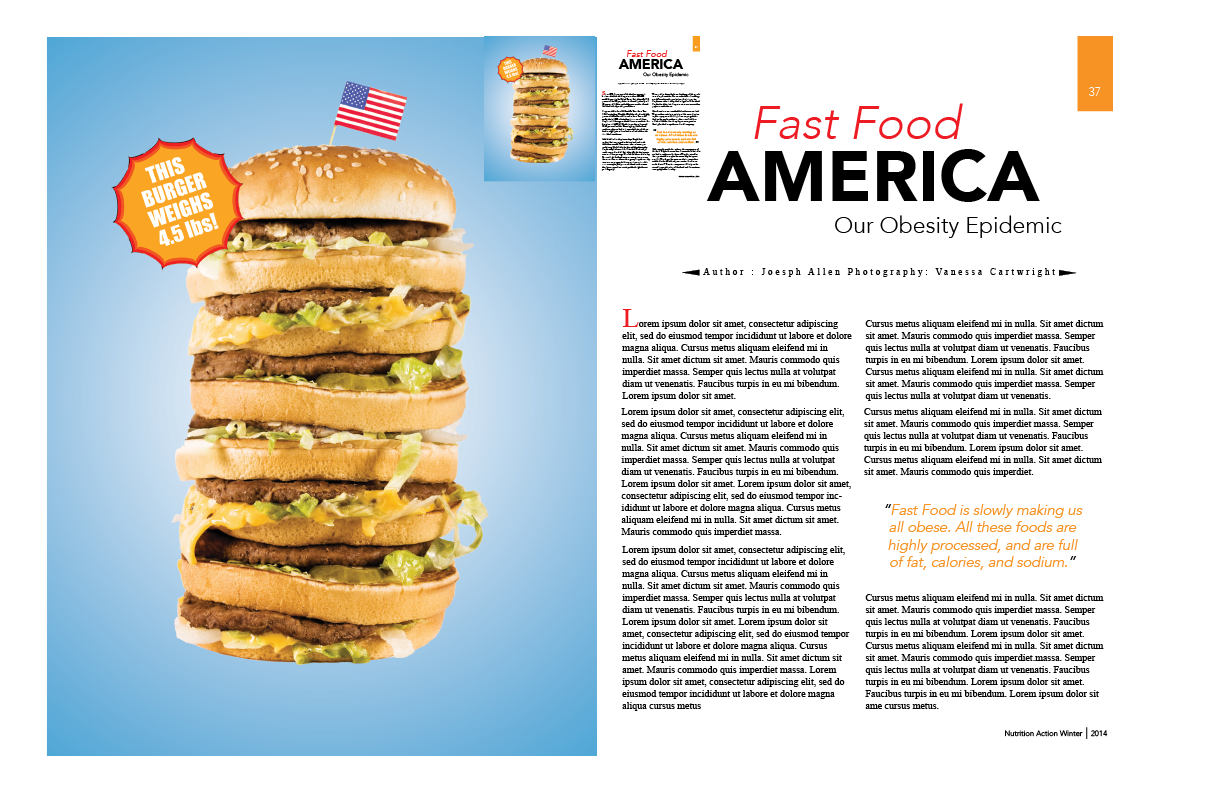 THIS
BURGER
WEIGHS
4.5 lbs!
THIS
BURGER
WEIGHS
4.5 lbs!
Fast Food
AMERICA
Our Obesity Epidemic
37
Fast Food
AMERICA
Our Obesity Epidemic
Author : Joesph Allen Photography: Vanessa Cartwright
Lorem ipsum dolor sit amet, consectetur adipiscing
elit, sed do eiusmod tempor incididunt ut labore et dolore
magna aliqua. Cursus metus aliquam eleifend mi in
nulla. Sit amet dictum sit amet. Mauris commodo quis
imperdiet massa. Semper quis lectus nulla at volutpat
diam ut venenatis. Faucibus turpis in eu mi bibendum.
Lorem ipsum dolor sit amet.
Lorem ipsum dolor sit amet, consectetur adipiscing elit,
sed do eiusmod tempor incididunt ut labore et dolore
magna aliqua. Cursus metus aliquam eleifend mi in
nulla. Sit amet dictum sit amet. Mauris commodo quis
imperdiet massa. Semper quis lectus nulla at volutpat
diam ut venenatis. Faucibus turpis in eu mi bibendum.
Lorem ipsum dolor sit amet. Lorem ipsum dolor sit amet,
consectetur adipiscing elit, sed do eiusmod tempor inc-
ididunt ut labore et dolore magna aliqua. Cursus metus
aliquam eleifend mi in nulla. Sit amet dictum sit amet.
Mauris commodo quis imperdiet massa.
Lorem ipsum dolor sit amet, consectetur adipiscing elit,
sed do eiusmod tempor incididunt ut labore et dolore
magna aliqua. Cursus metus aliquam eleifend mi in
nulla. Sit amet dictum sit amet. Mauris commodo quis
imperdiet massa. Semper quis lectus nulla at volutpat
diam ut venenatis. Faucibus turpis in eu mi bibendum.
Lorem ipsum dolor sit amet. Lorem ipsum dolor sit
amet, consectetur adipiscing elit, sed do eiusmod tempor
incididunt ut labore et dolore magna aliqua. Cursus
metus aliquam eleifend mi in nulla. Sit amet dictum sit
amet. Mauris commodo quis imperdiet massa. Lorem
ipsum dolor sit amet, consectetur adipiscing elit, sed do
eiusmod tempor incididunt ut labore et dolore magna
aliqua cursus metus
Cursus metus aliquam eleifend mi in nulla. Sit amet dictum
sit amet. Mauris commodo quis imperdiet massa. Semper
quis lectus nulla at volutpat diam ut venenatis. Faucibus
turpis in eu mi bibendum. Lorem ipsum dolor sit amet.
Cursus metus aliquam eleifend mi in nulla. Sit amet dictum
sit amet. Mauris commodo quis imperdiet massa. Semper
quis lectus nulla at volutpat diam ut venenatis.
Cursus metus aliquam eleifend mi in nulla. Sit amet dictum
sit amet. Mauris commodo quis imperdiet massa. Semper
quis lectus nulla at volutpat diam ut venenatis. Faucibus
turpis in eu mi bibendum. Lorem ipsum dolor sit amet.
Cursus metus aliquam eleifend mi in nulla. Sit amet dictum
sit amet. Mauris commodo quis imperdiet.
"Fast Food is slowly making us
all obese. All these foods are
highly processed, and are full
of fat, calories, and sodium."
Cursus metus aliquam eleifend mi in nulla. Sit amet dictum
sit amet. Mauris commodo quis imperdiet massa. Semper
quis lectus nulla at volutpat diam ut venenatis. Faucibus
turpis in eu mi bibendum. Lorem ipsum dolor sit amet.
Cursus metus aliquam eleifend mi in nulla. Sit amet dictum
sit amet. Mauris commodo quis imperdiet.massa. Semper
quis lectus nulla at volutpat diam ut venenatis. Faucibus
turpis in eu mi bibendum. Lorem ipsum dolor sit amet.
Faucibus turpis in eu mi bibendum. Lorem ipsum dolor sit
ame cursus metus.
Nutrition Action Winter | 2014